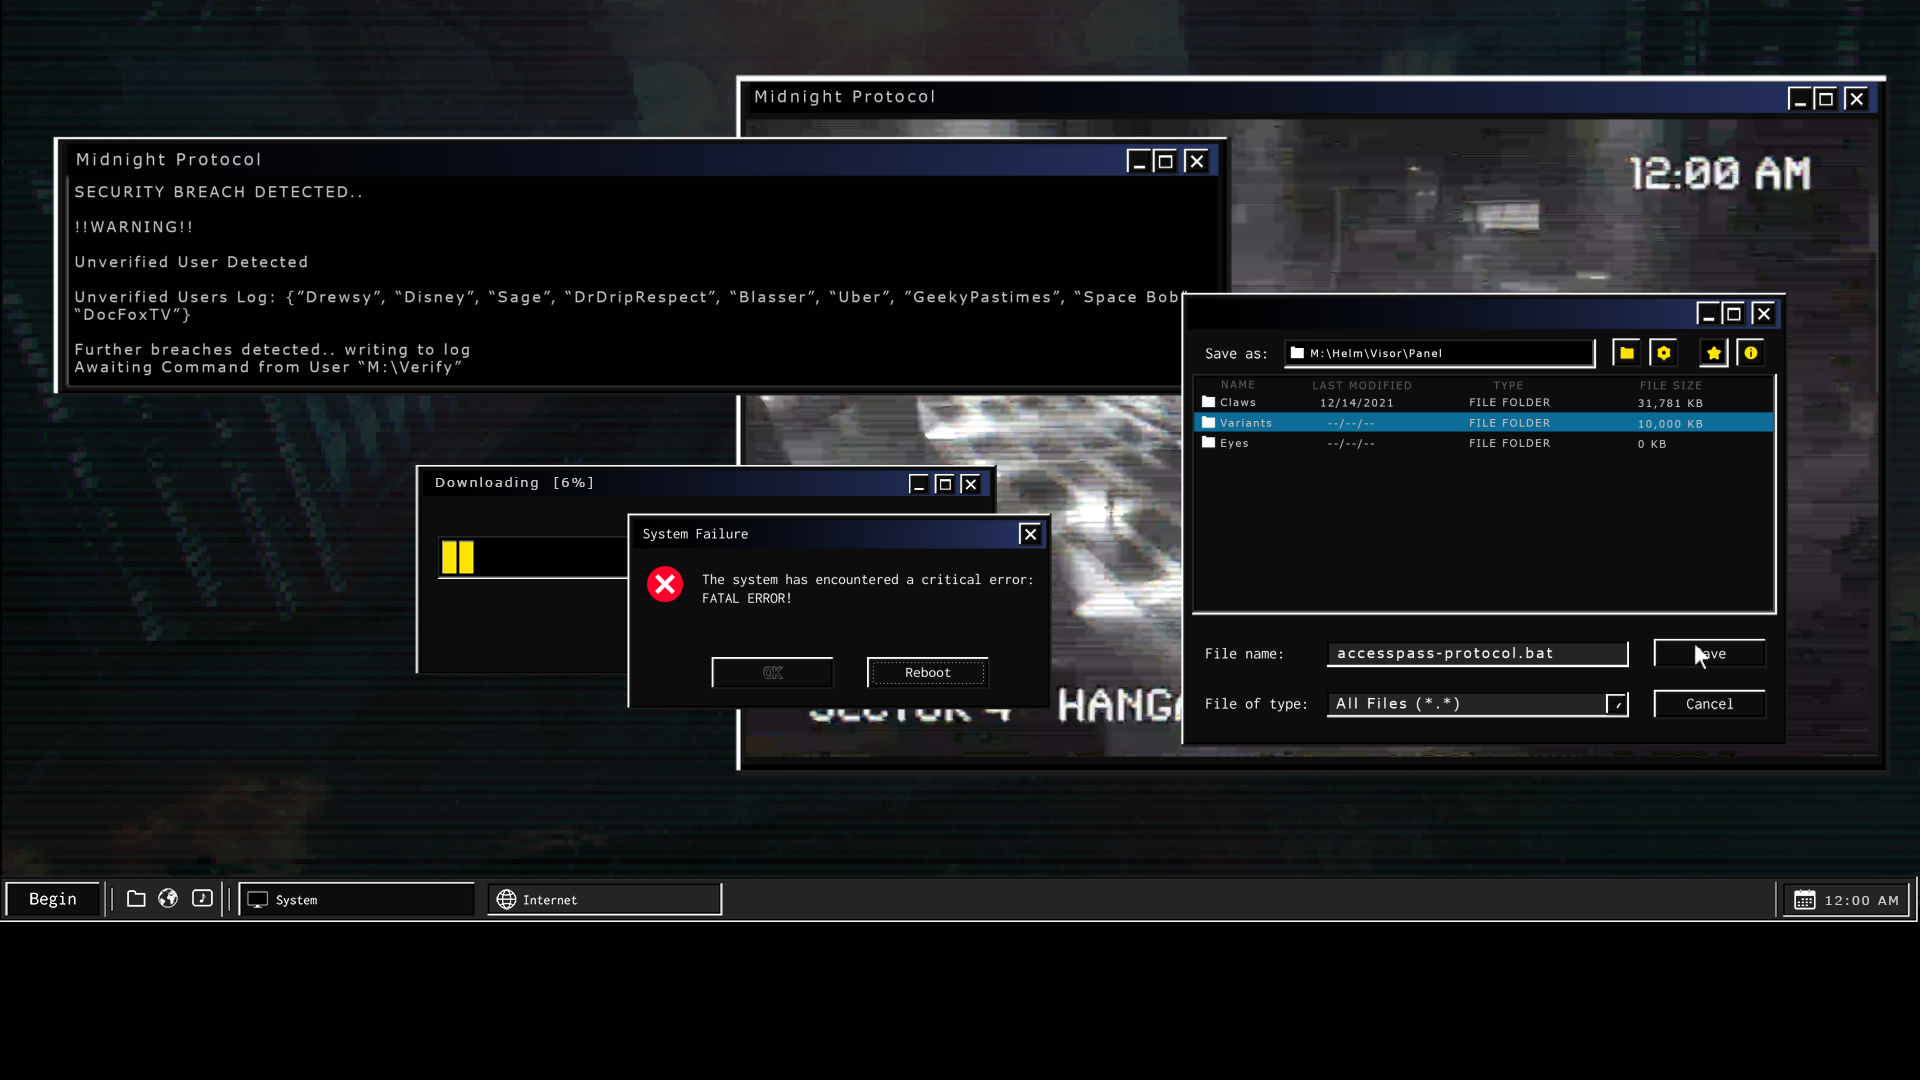 Midnight Protocol
12:00 AM
Midnight Protocol
SECURITY BREACH DETECTED..
!!WARNING!!
Unverified User Detected
Unverified Users Log: {"Drewsy", "Disney", "Sage", "DrDripRespect", "Blasser", "Uber", "GeekyPastimes", "Space Bob"
"DocFoxTV"}
Further breaches detected.. writing to log
Awaiting Command from User "M:\Verify"
Save as: M:\Helm\Visor\Panel
NAME LAST MODIFIED TYPE FILE SIZE
Claws 12/14/2021 FILE FOLDER 31,781 KB
Variants --/--/-- FILE FOLDER 10,000 KB
Eyes --/--/-- FILE FOLDER 0 KB
File name: accesspass-protocol.bat
File of type: All Files (*.*) Cancel
Downloading [6%]
System Failure
The system has encountered a critical error:
FATAL ERROR!
OK Reboot
Begin System Internet 12:00 AM